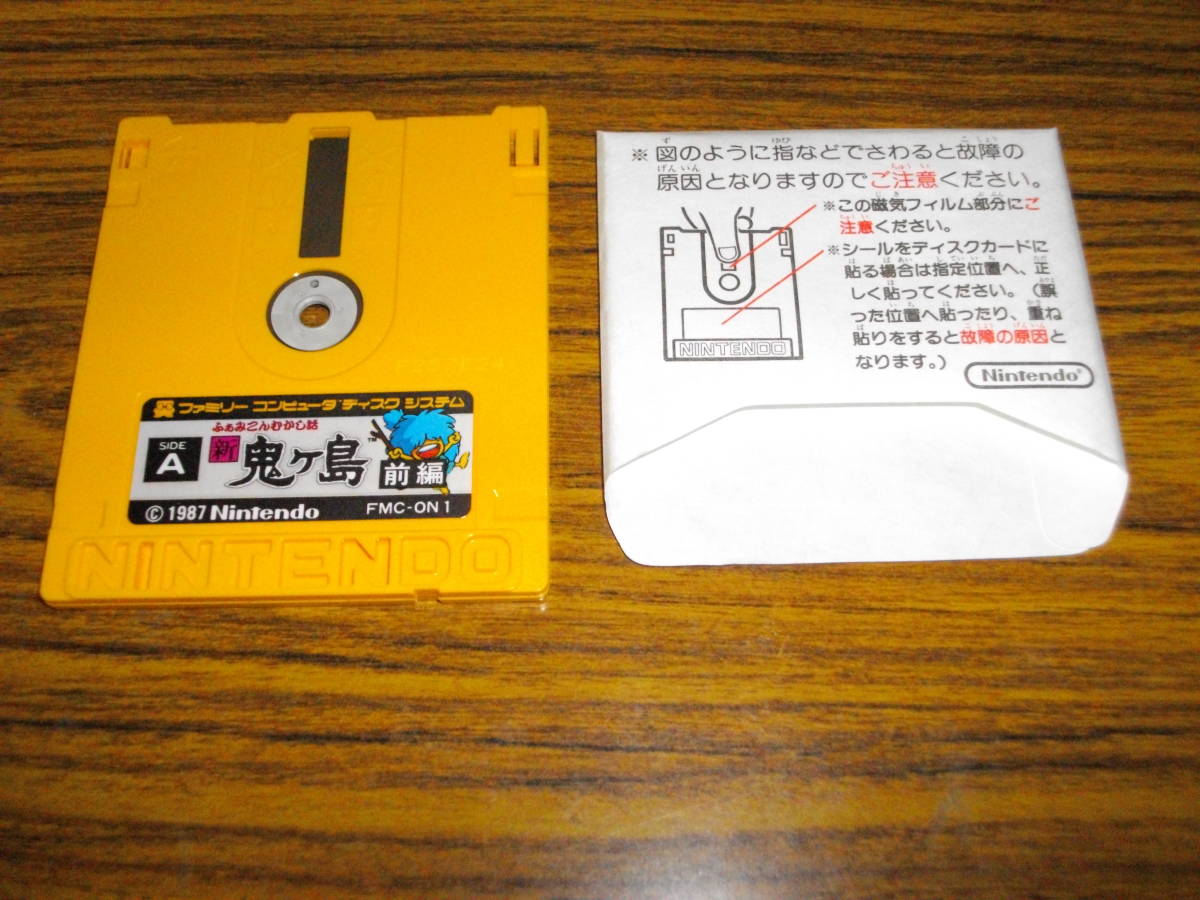 ファミリー コンピュータ ディスク システム
ふぁみこんむかし話
SIDE
A
新 鬼ヶ島™
前編
© 1987 Nintendo FMC-ON 1
NINTENDO
※図のように指などでさわると故障の
原因となりますのでご注意ください。
※この磁気フィルム部分にご
注意ください。
※シールをディスクカードに
貼る場合は指定位置へ、正
しく貼ってください。(誤
った位置へ貼ったり、重ね
貼りをすると故障の原因と
なります。)
NINTENDO
Nintendo®